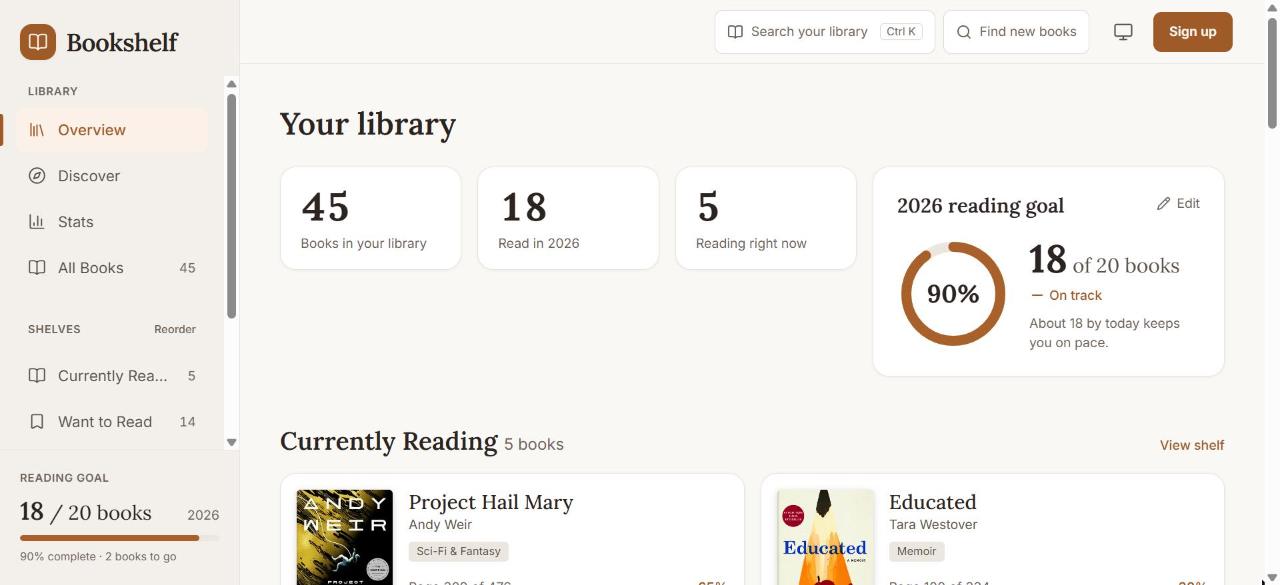 Bookshelf
Search your library Ctrl K
Find new books
Sign up
LIBRARY
Overview
Discover
Stats
All Books 45
SHELVES Reorder
Currently Rea... 5
Want to Read 14
READING GOAL
18 / 20 books 2026
90% complete · 2 books to go
Your library
45
Books in your library
18
Read in 2026
5
Reading right now
2026 reading goal
Edit
90%
18 of 20 books
— On track
About 18 by today keeps
you on pace.
Currently Reading 5 books
View shelf
ANDY
WEIR
PROJECT
Project Hail Mary
Andy Weir
Sci-Fi & Fantasy
Educated
A MEMOIR
Educated
Tara Westover
Memoir